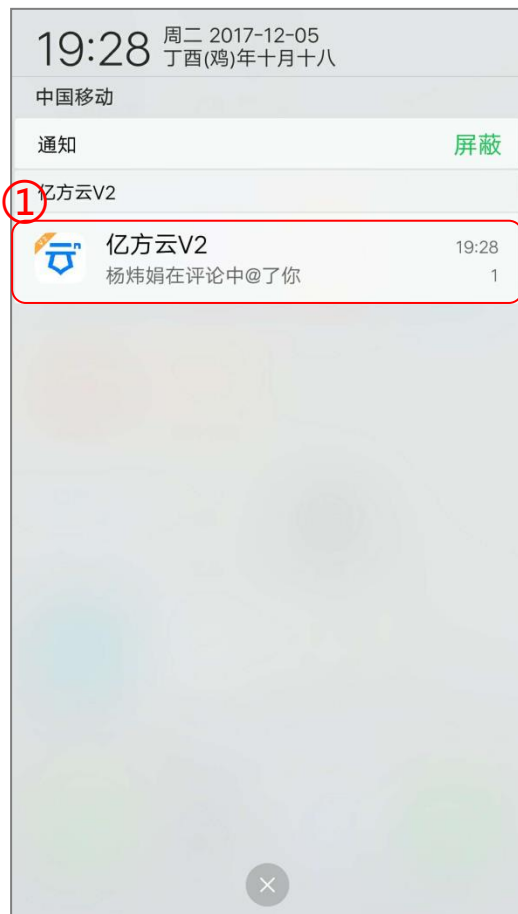 19:28 周二 2017-12-05
丁酉(鸡)年十月十八
中国移动
通知 屏蔽
①
亿方云V2
亿方云V2 19:28
杨炜娟在评论中@了你 1